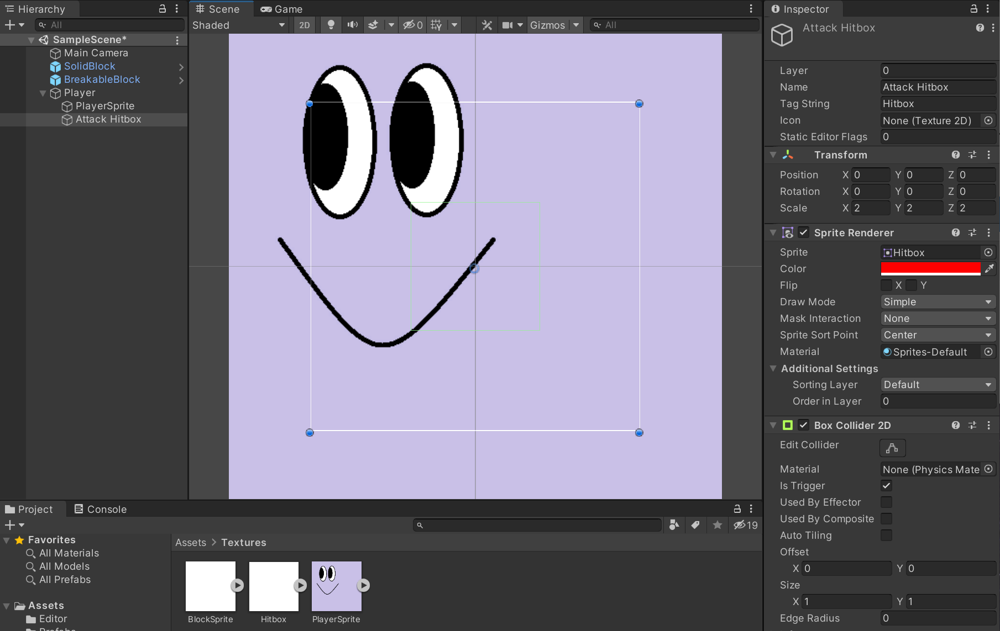 Hierarchy
All
SampleScene*
Main Camera
SolidBlock
BreakableBlock
Player
PlayerSprite
Attack Hitbox
Scene
Game
Shaded
2D
0
Gizmos
All
Inspector
Attack Hitbox
Layer 0
Name Attack Hitbox
Tag String Hitbox
Icon None (Texture 2D)
Static Editor Flags 0
Transform
Position X 0 Y 0 Z 0
Rotation X 0 Y 0 Z 0
Scale X 2 Y 2 Z 2
Sprite Renderer
Sprite Hitbox
Color
Flip X Y
Draw Mode Simple
Mask Interaction None
Sprite Sort Point Center
Material Sprites-Default
Additional Settings
Sorting Layer Default
Order in Layer 0
Box Collider 2D
Edit Collider
Material None (Physics Mate
Is Trigger
Used By Effector
Used By Composite
Auto Tiling
Offset
X 0 Y 0
Size
X 1 Y 1
Edge Radius 0
Project
Console
19
Favorites
All Materials
All Models
All Prefabs
Assets
Editor
Prefabs
Assets > Textures
BlockSprite
Hitbox
PlayerSprite